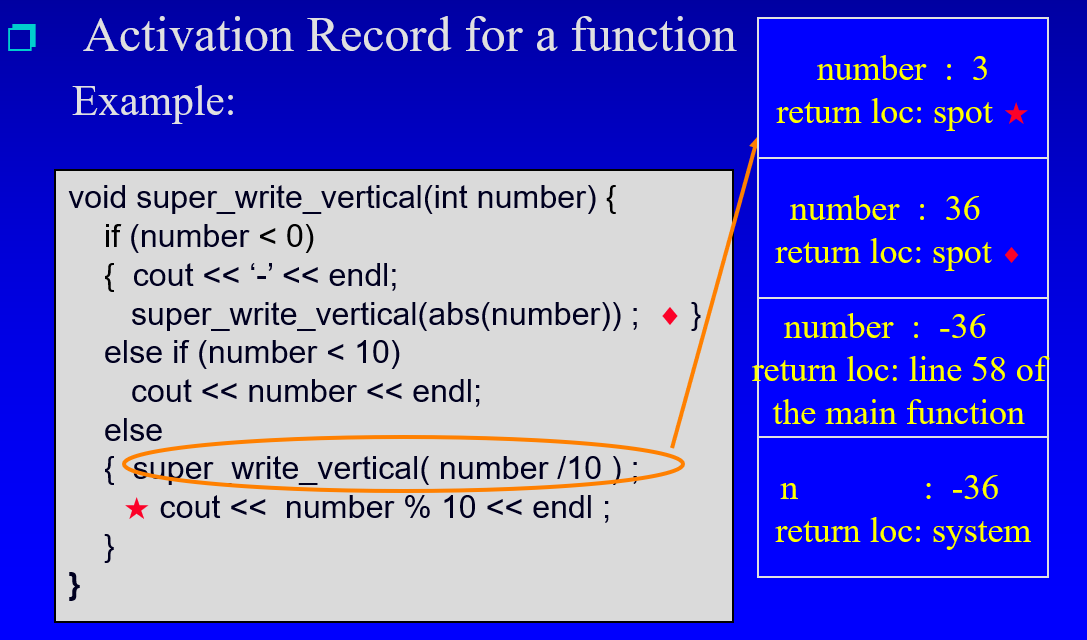 Activation Record for a function
Example:
void super_write_vertical(int number) {
if (number < 0)
{ cout << ‘-’ << endl;
super_write_vertical(abs(number)) ; ♦ }
else if (number < 10)
cout << number << endl;
else
{ super_write_vertical( number /10 ) ;
★ cout << number % 10 << endl ;
}
}
number : 3
return loc: spot ★
number : 36
return loc: spot ♦
number : -36
return loc: line 58 of
the main function
n : -36
return loc: system